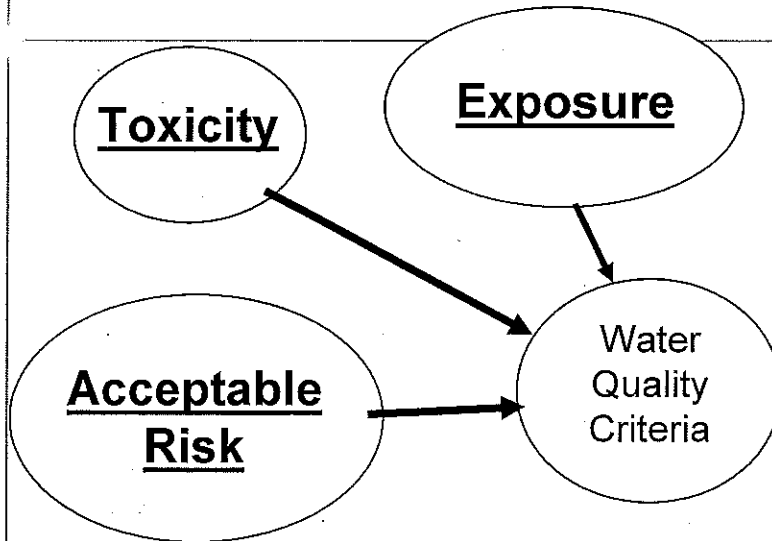 Toxicity
Exposure
Acceptable
Risk
Water
Quality
Criteria